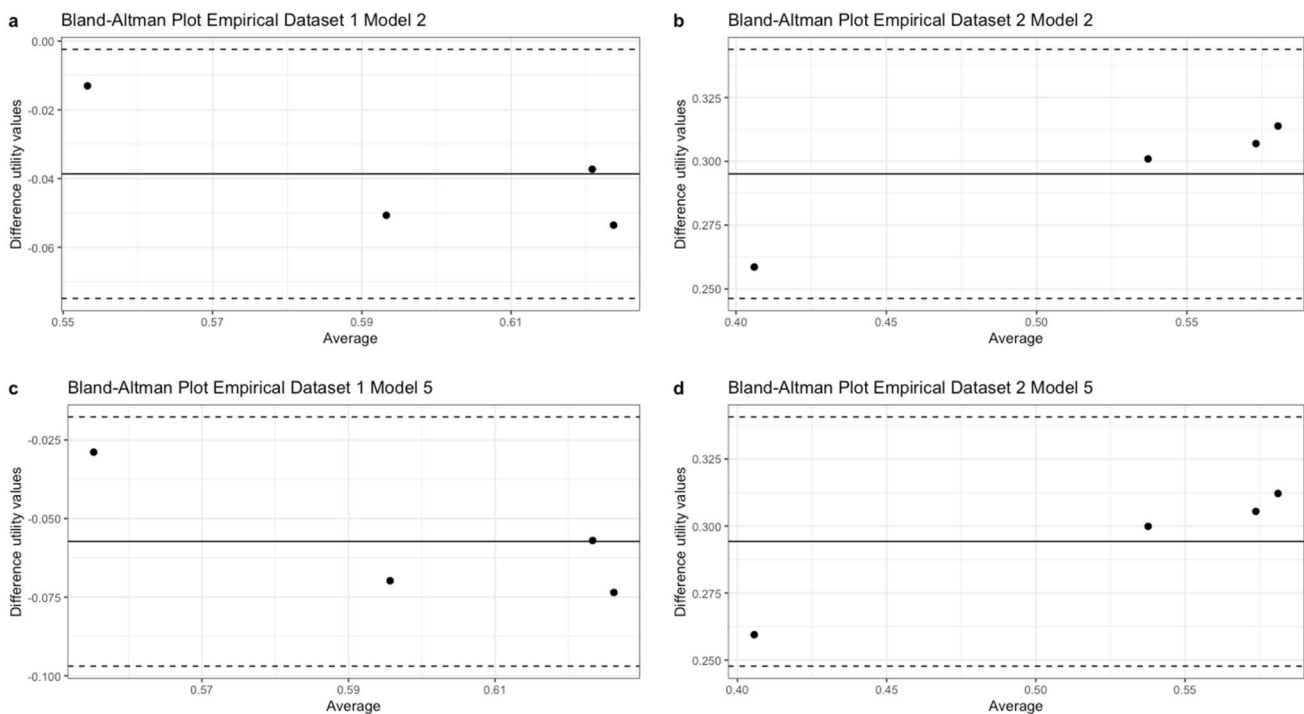 a Bland-Altman Plot Empirical Dataset 1 Model 2
0.00
-0.02
-0.04
-0.06
Difference utility values
0.55 0.57 0.59 0.61
Average
b Bland-Altman Plot Empirical Dataset 2 Model 2
0.325
0.300
0.275
0.250
Difference utility values
0.40 0.45 0.50 0.55
Average
c Bland-Altman Plot Empirical Dataset 1 Model 5
-0.025
-0.050
-0.075
-0.100
Difference utility values
0.57 0.59 0.61
Average
d Bland-Altman Plot Empirical Dataset 2 Model 5
0.325
0.300
0.275
0.250
Difference utility values
0.40 0.45 0.50 0.55
Average